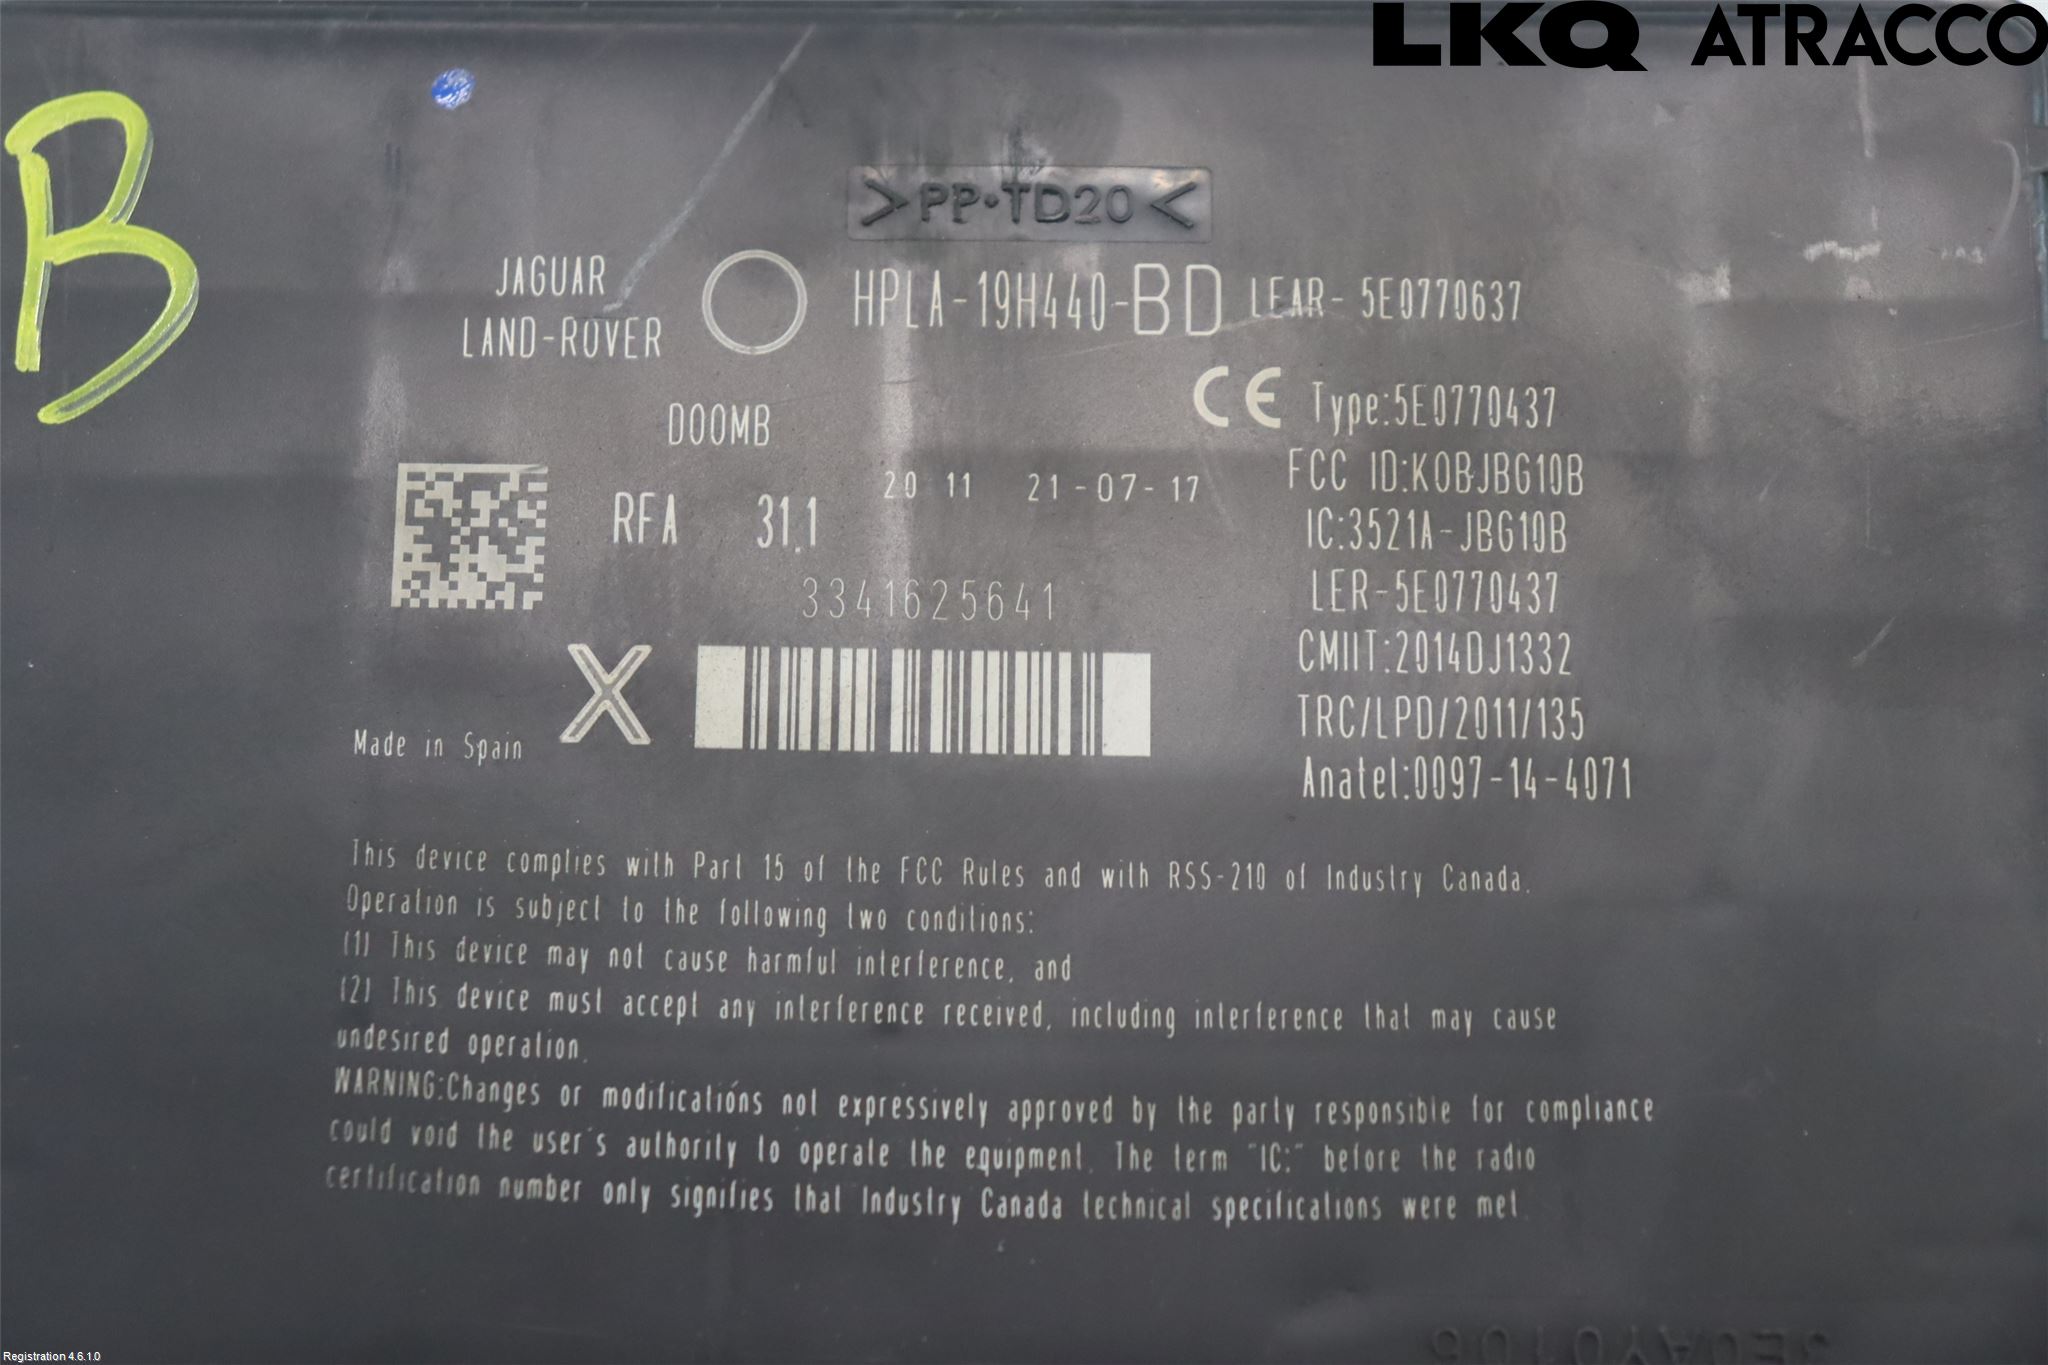 LKQ ATRACCO
B
>PP•TD20<
JAGUAR
LAND-ROVER
HPLA-19H440-BD LEAR- 5E0770637
D00MB
CE Type:5E0770437
20 11 21-07-17
RFA 31.1
FCC ID:KOBJBG10B
IC:3521A-JBG10B
LER-5E0770437
3341625641
CMIIT:2014DJ1332
X
TRC/LPD/2011/135
Made in Spain
Anatel:0097-14-4071
This device complies with Part 15 of the FCC Rules and with RSS-210 of Industry Canada.
Operation is subject to the following two conditions:
(1) This device may not cause harmful interference, and
(2) This device must accept any interference received, including interference that may cause
undesired operation.
WARNING:Changes or modificatións not expressively approved by the party responsible for compliance
could void the user's authority to operate the equipment. The term "IC:" before the radio
certification number only signifies that Industry Canada technical specifications were met.
Registration 4.6.1.0